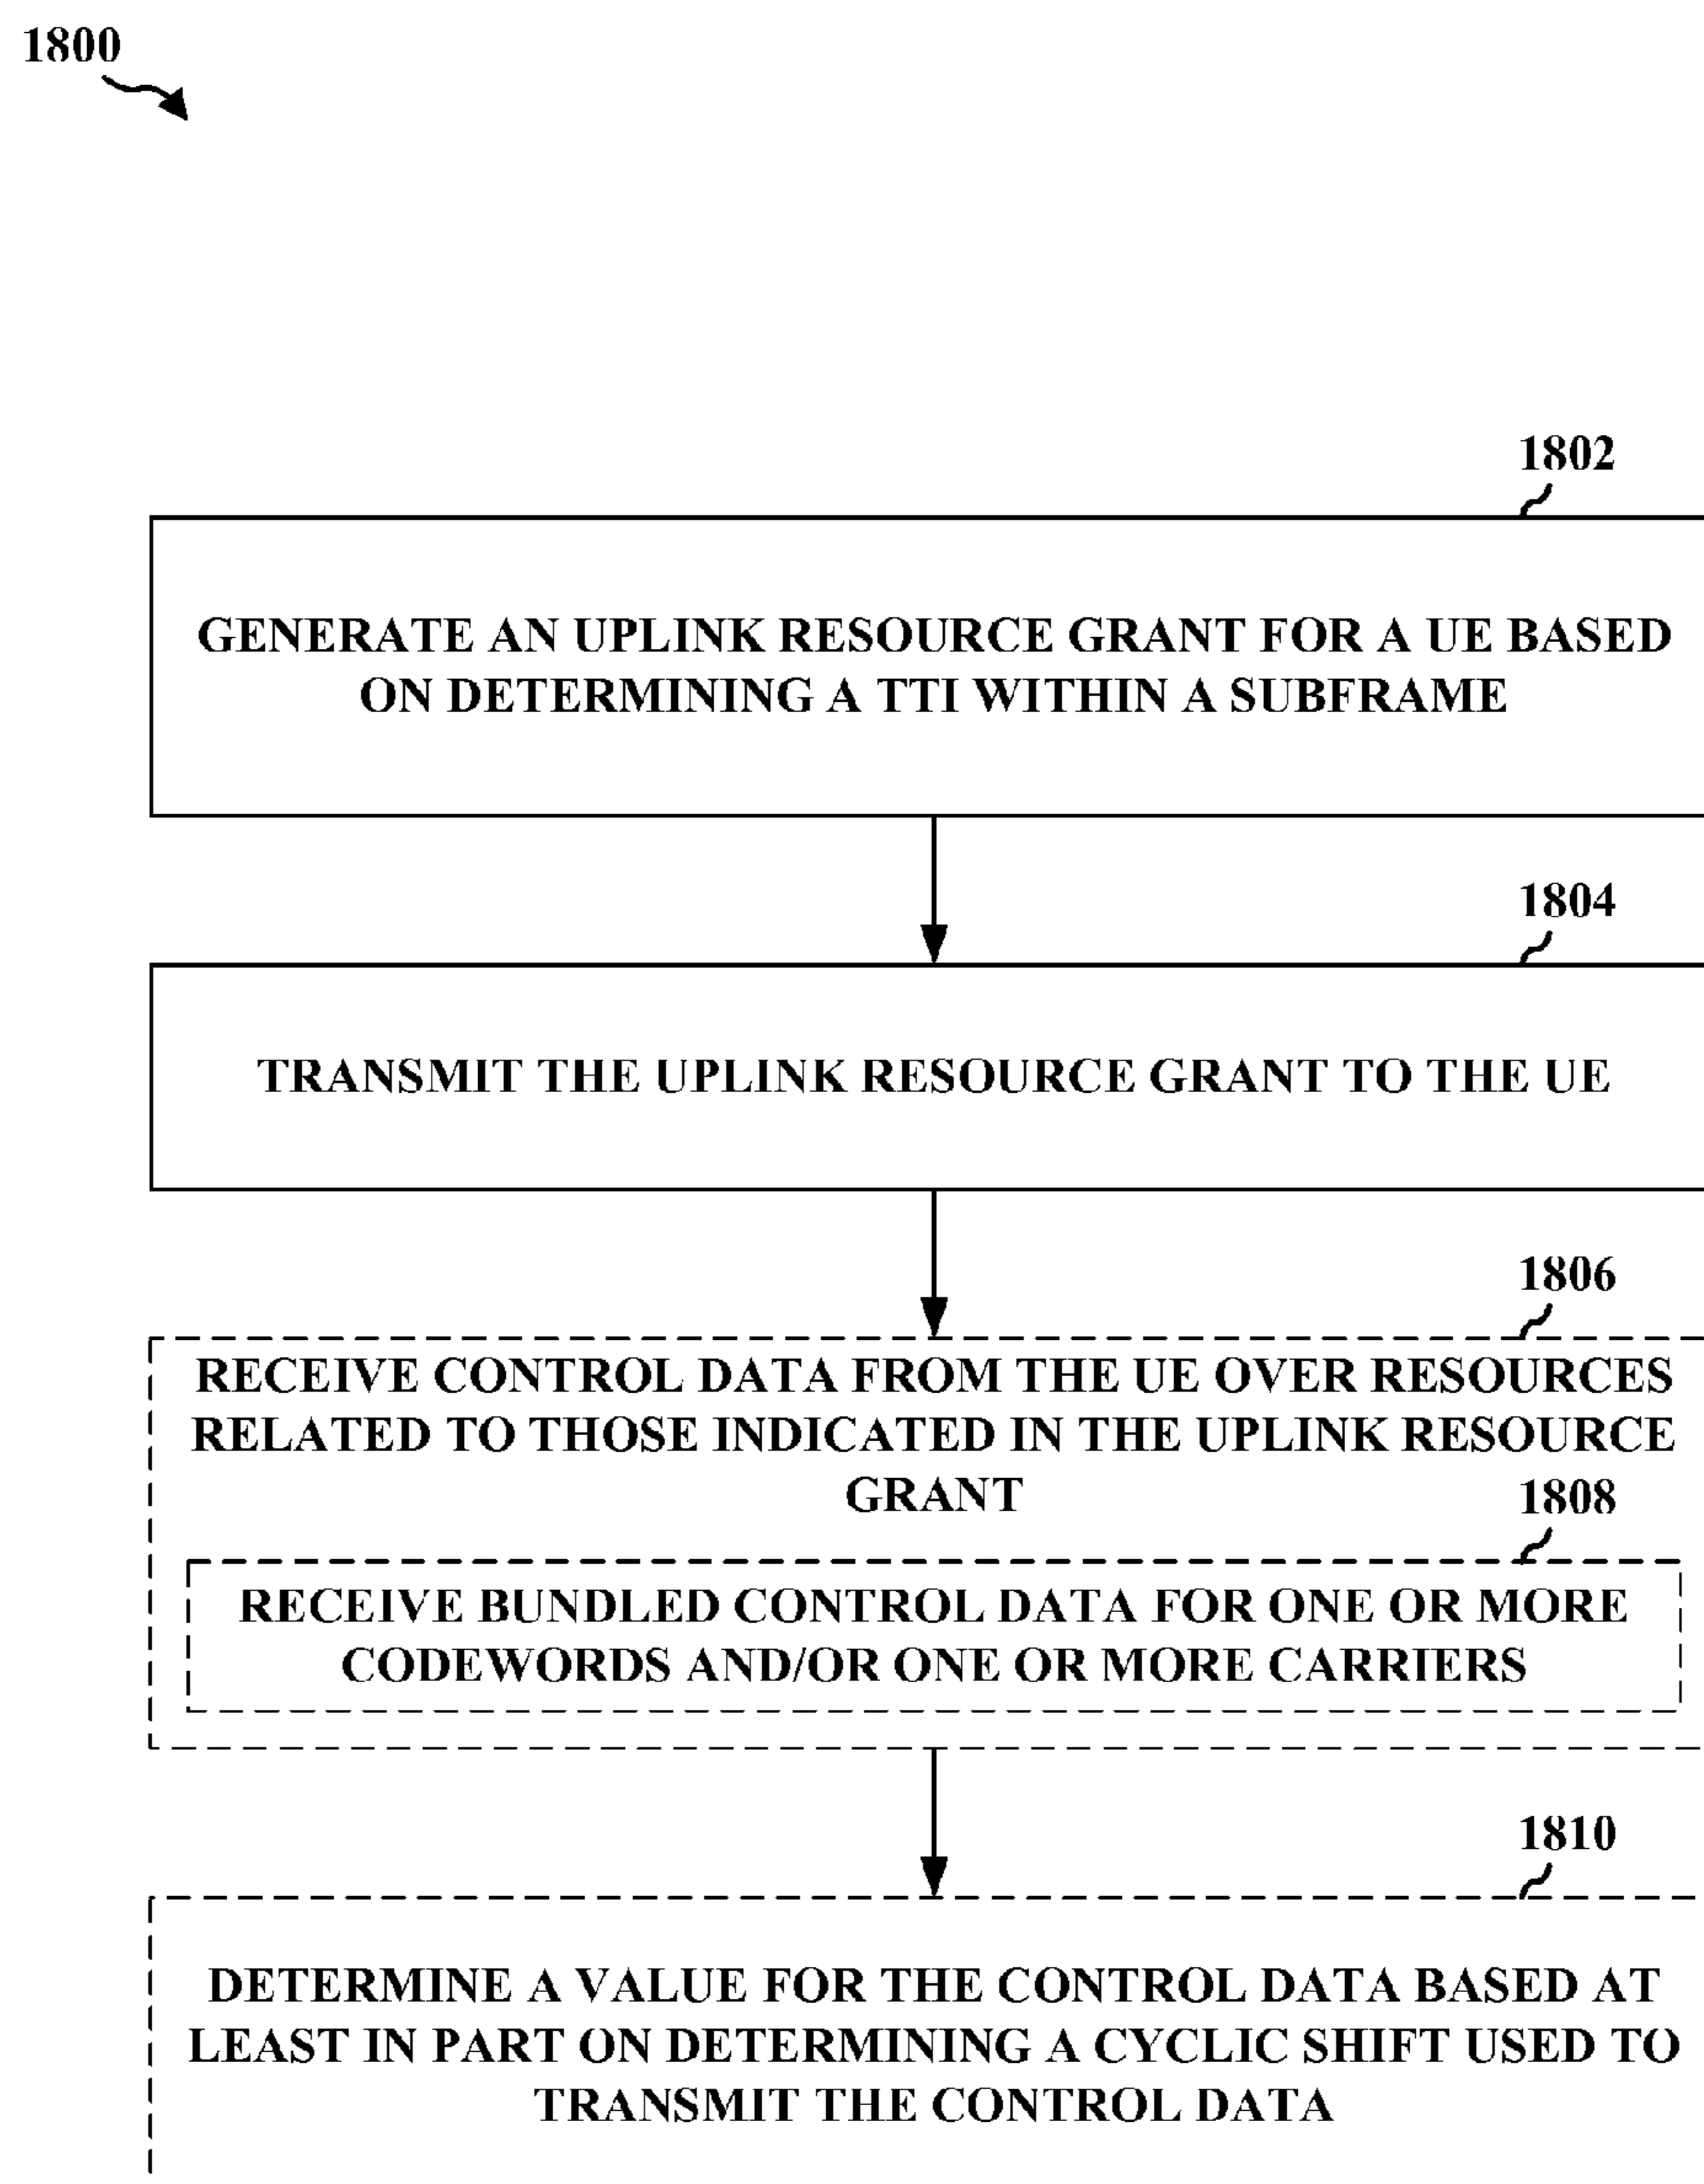 1800
1802
GENERATE AN UPLINK RESOURCE GRANT FOR A UE BASED
ON DETERMINING A TTI WITHIN A SUBFRAME
1804
TRANSMIT THE UPLINK RESOURCE GRANT TO THE UE
1806
RECEIVE CONTROL DATA FROM THE UE OVER RESOURCES
RELATED TO THOSE INDICATED IN THE UPLINK RESOURCE
GRANT
1808
RECEIVE BUNDLED CONTROL DATA FOR ONE OR MORE
CODEWORDS AND/OR ONE OR MORE CARRIERS
1810
DETERMINE A VALUE FOR THE CONTROL DATA BASED AT
LEAST IN PART ON DETERMINING A CYCLIC SHIFT USED TO
TRANSMIT THE CONTROL DATA